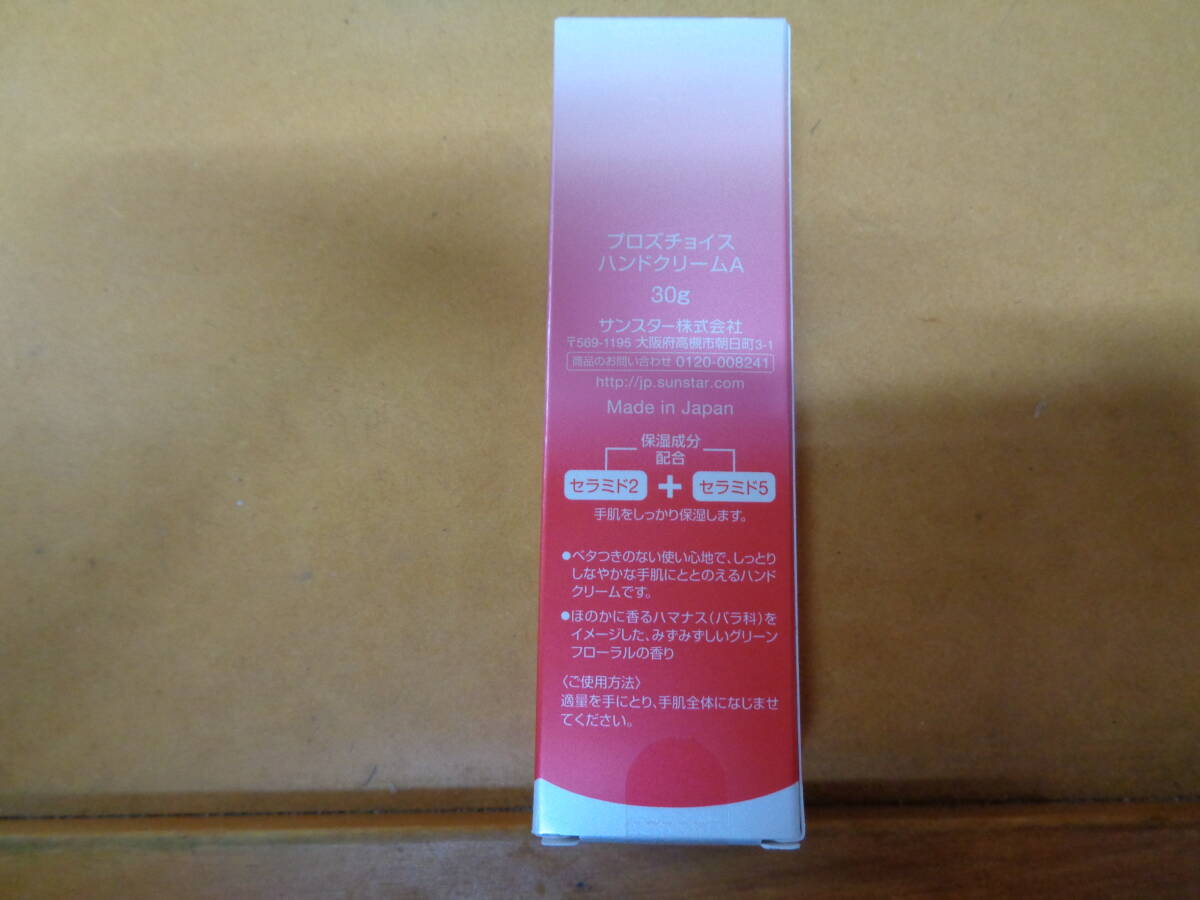 プロズチョイス
ハンドクリームA
30g
サンスター株式会社
〒569-1195 大阪府高槻市朝日町3-1
商品のお問い合わせ 0120-008241
http://jp.sunstar.com
Made in Japan
保湿成分
配合
セラミド2 + セラミド5
手肌をしっかり保湿します。
●ベタつきのない使い心地で、しっとり
しなやかな手肌にととのえるハンド
クリームです。
●ほのかに香るハマナス(バラ科)を
イメージした、みずみずしいグリーン
フローラルの香り
〈ご使用方法〉
適量を手にとり、手肌全体になじませ
てください。